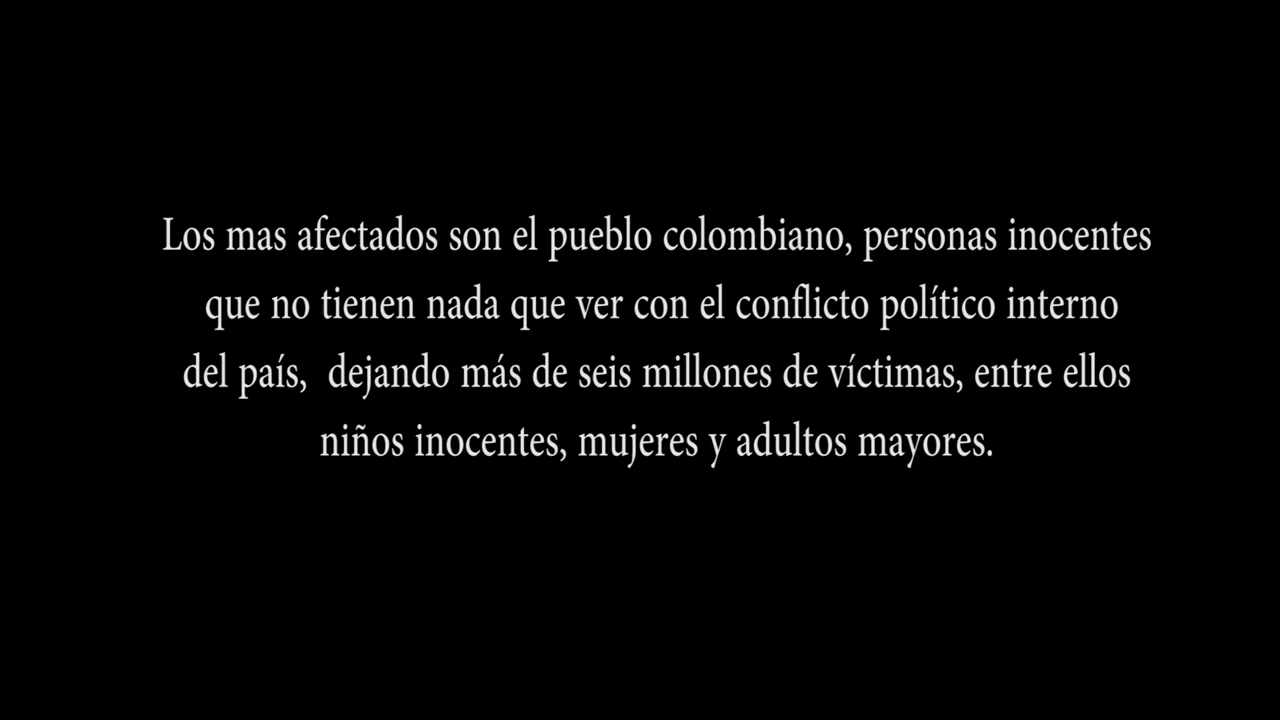 Los mas afectados son el pueblo colombiano, personas inocentes
que no tienen nada que ver con el conflicto político interno
del país,  dejando más de seis millones de víctimas, entre ellos
niños inocentes, mujeres y adultos mayores.